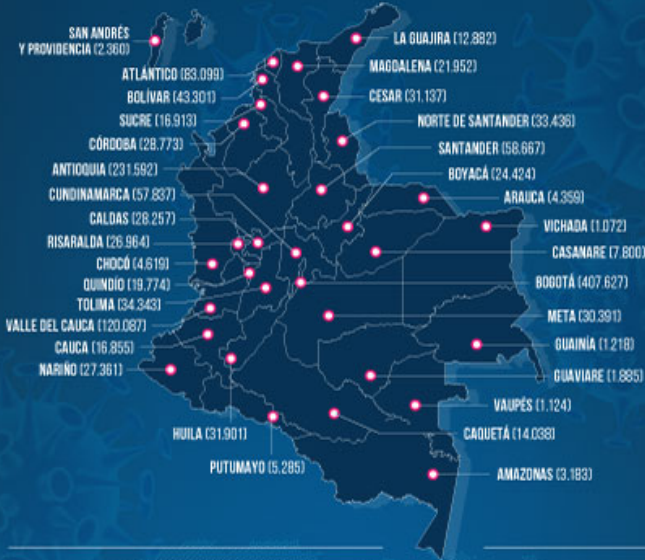 SAN ANDRÉS
Y PROVIDENCIA (2.360)
ATLÁNTICO (83.099)
BOLÍVAR (43.301)
SUCRE (16.913)
CÓRDOBA (28.773)
ANTIOQUIA (231.592)
CUNDINAMARCA (57.837)
CALDAS (28.257)
RISARALDA (26.964)
CHOCÓ (4.619)
QUINDÍO (19.774)
TOLIMA (34.343)
VALLE DEL CAUCA (120.087)
CAUCA (16.855)
NARIÑO (27.361)
HUILA (31.901)
PUTUMAYO (5.285)
LA GUAJIRA (12.882)
MAGDALENA (21.952)
CESAR (31.137)
NORTE DE SANTANDER (33.436)
SANTANDER (58.667)
BOYACÁ (24.424)
ARAUCA (4.359)
VICHADA (1.072)
CASANARE (7.800)
BOGOTÁ (407.627)
META (30.391)
GUAINÍA (1.218)
GUAVIARE (1.885)
VAUPÉS (1.124)
CAQUETÁ (14.038)
AMAZONAS (3.183)